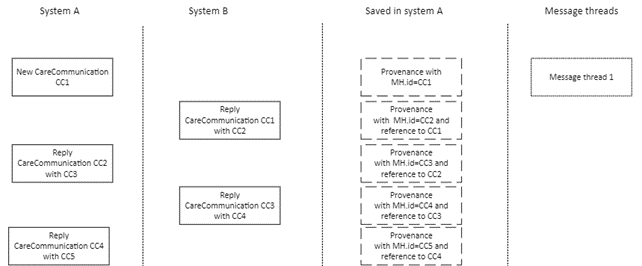 System A
System B
Saved in system A
Message threads
New CareCommunication
CC1
Provenance with
MH.id=CC1
Message thread 1
Reply
CareCommunication CC1
with CC2
Provenance
with MH.id=CC2 and
reference to CC1
Reply
CareCommunication CC2
with CC3
Provenance
with MH.id=CC3 and
reference to CC2
Reply
CareCommunication CC3
with CC4
Provenance
with MH.id=CC4 and
reference to CC3
Reply
CareCommunication CC4
with CC5
Provenance
with MH.id=CC5 and
reference to CC4